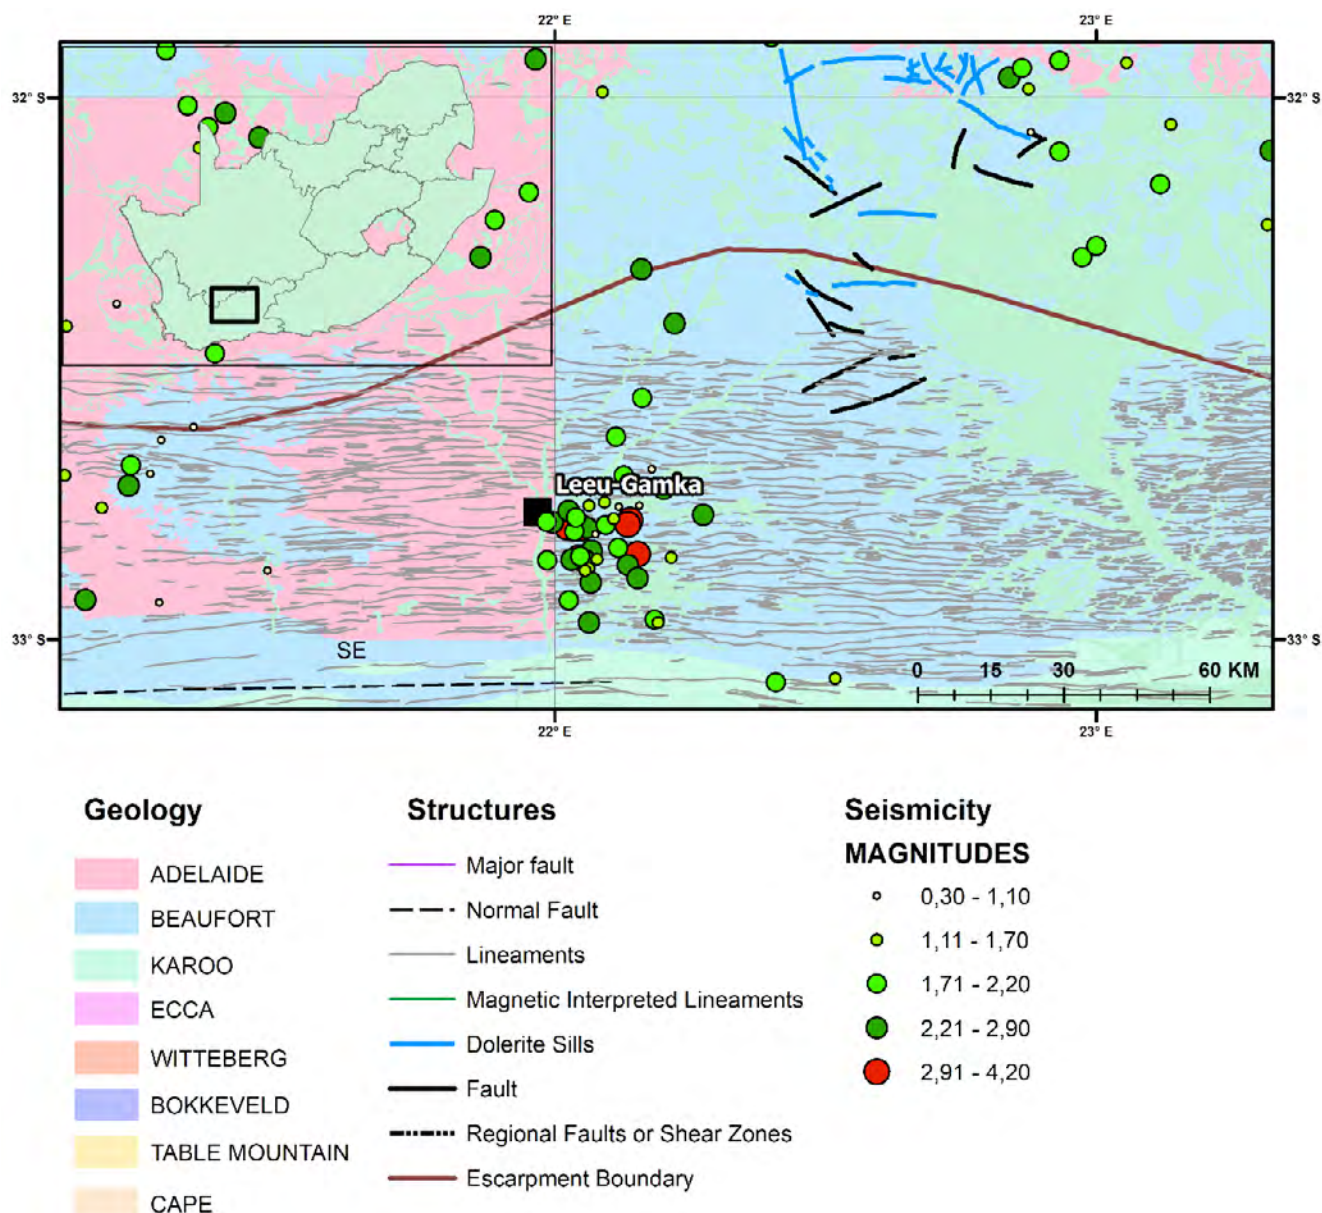 22° E
23° E
32° S
32° S
Leeu-Gamka
33° S
33° S
SE
0 15 30 60 KM
22° E
23° E
Geology
ADELAIDE
BEAUFORT
KAROO
ECCA
WITTEBERG
BOKKEVELD
TABLE MOUNTAIN
CAPE
Structures
Major fault
Normal Fault
Lineaments
Magnetic Interpreted Lineaments
Dolerite Sills
Fault
Regional Faults or Shear Zones
Escarpment Boundary
Seismicity
MAGNITUDES
0,30 - 1,10
1,11 - 1,70
1,71 - 2,20
2,21 - 2,90
2,91 - 4,20